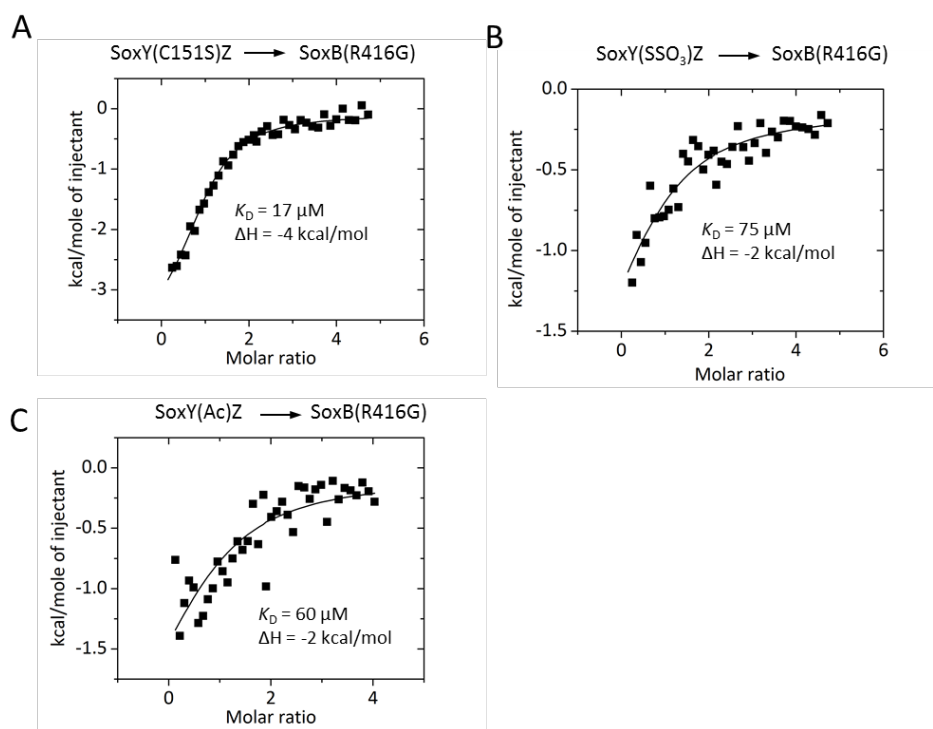 A
SoxY(C151S)Z → SoxB(R416G)
kcal/mole of injectant
0
-1
-2
-3
K_D = 17 µM
ΔH = -4 kcal/mol
0 2 4 6
Molar ratio
B
SoxY(SSO₃)Z → SoxB(R416G)
kcal/mole of injectant
0.0
-0.5
-1.0
-1.5
K_D = 75 µM
ΔH = -2 kcal/mol
0 2 4 6
Molar ratio
C
SoxY(Ac)Z → SoxB(R416G)
kcal/mole of injectant
0.0
-0.5
-1.0
-1.5
K_D = 60 µM
ΔH = -2 kcal/mol
0 2 4
Molar ratio